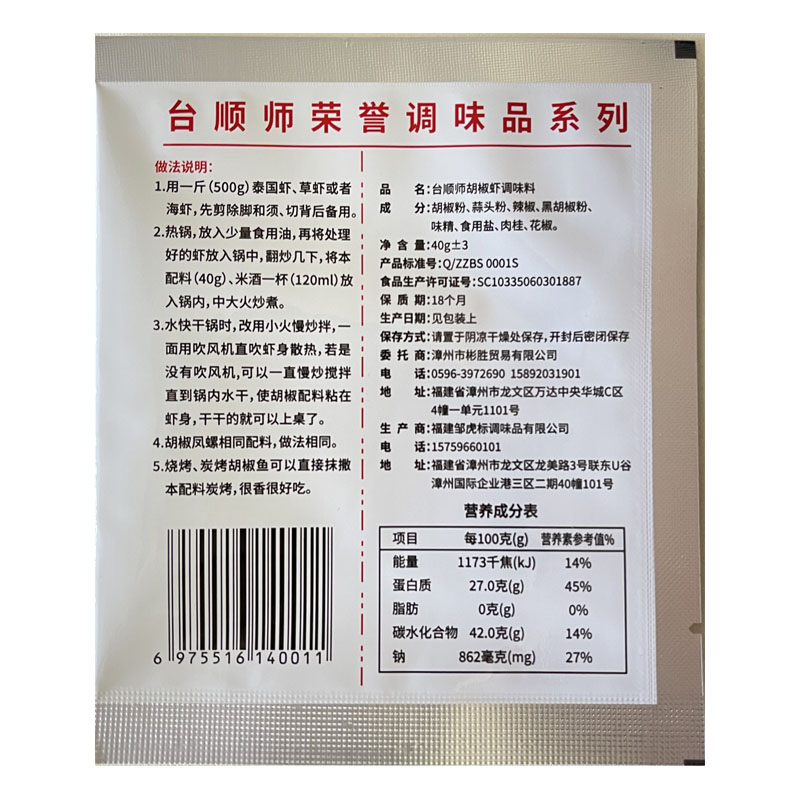 台顺师荣誉调味品系列
做法说明:
1.用一斤(500g)泰国虾、草虾或者
海虾,先剪除脚和须、切背后备用。
2.热锅,放入少量食用油,再将处理
好的虾放入锅中,翻炒几下,将本
配料(40g)、米酒一杯(120ml)放
入锅内,中大火炒煮。
3.水快干锅时,改用小火慢炒拌,一
面用吹风机直吹虾身散热,若是
没有吹风机,可以一直慢炒搅拌
直到锅内水干,使胡椒配料粘在
虾身,干干的就可以上桌了。
4.胡椒凤螺相同配料,做法相同。
5.烧烤、炭烤胡椒鱼可以直接抹撒
本配料炭烤,很香很好吃。
6 975516 140011
品 名:台顺师胡椒虾调味料
成 分:胡椒粉、蒜头粉、辣椒、黑胡椒粉、
味精、食用盐、肉桂、花椒。
净 含 量:40g±3
产品标准号:Q/ZZBS 0001S
食品生产许可证号:SC10335060301887
保 质 期:18个月
生产日期:见包装上
保存方式:请置于阴凉干燥处保存,开封后密闭保存
委 托 商:漳州市彬胜贸易有限公司
电 话:0596-3972690 15892031901
地 址:福建省漳州市龙文区万达中央华城C区
4幢一单元1101号
生 产 商:福建邹虎标调味品有限公司
电 话:15759660101
地 址:福建省漳州市龙文区龙美路3号联东U谷
漳州国际企业港三区二期40幢101号
营养成分表
项目 每100克(g) 营养素参考值%
能量 1173千焦(kJ) 14%
蛋白质 27.0克(g) 45%
脂肪 0克(g) 0%
碳水化合物 42.0克(g) 14%
钠 862毫克(mg) 27%